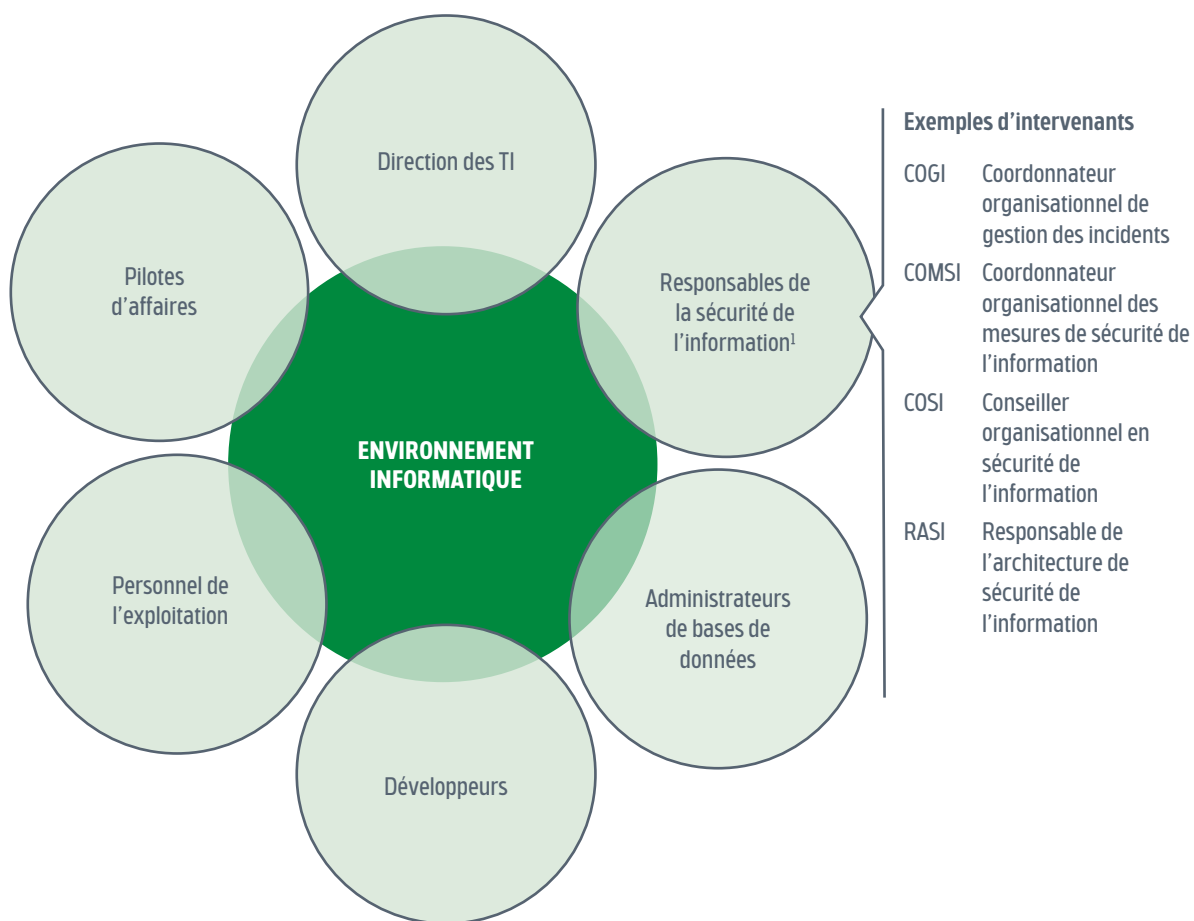 Direction des TI
Pilotes
d’affaires
Responsables de
la sécurité de
l’information¹
ENVIRONNEMENT
INFORMATIQUE
Personnel de
l’exploitation
Administrateurs
de bases de
données
Développeurs
Exemples d’intervenants
COGI Coordonnateur
organisationnel de
gestion des incidents
COMSI Coordonnateur
organisationnel des
mesures de sécurité de
l’information
COSI Conseiller
organisationnel en
sécurité de
l’information
RASI Responsable de
l’architecture de
sécurité de
l’information